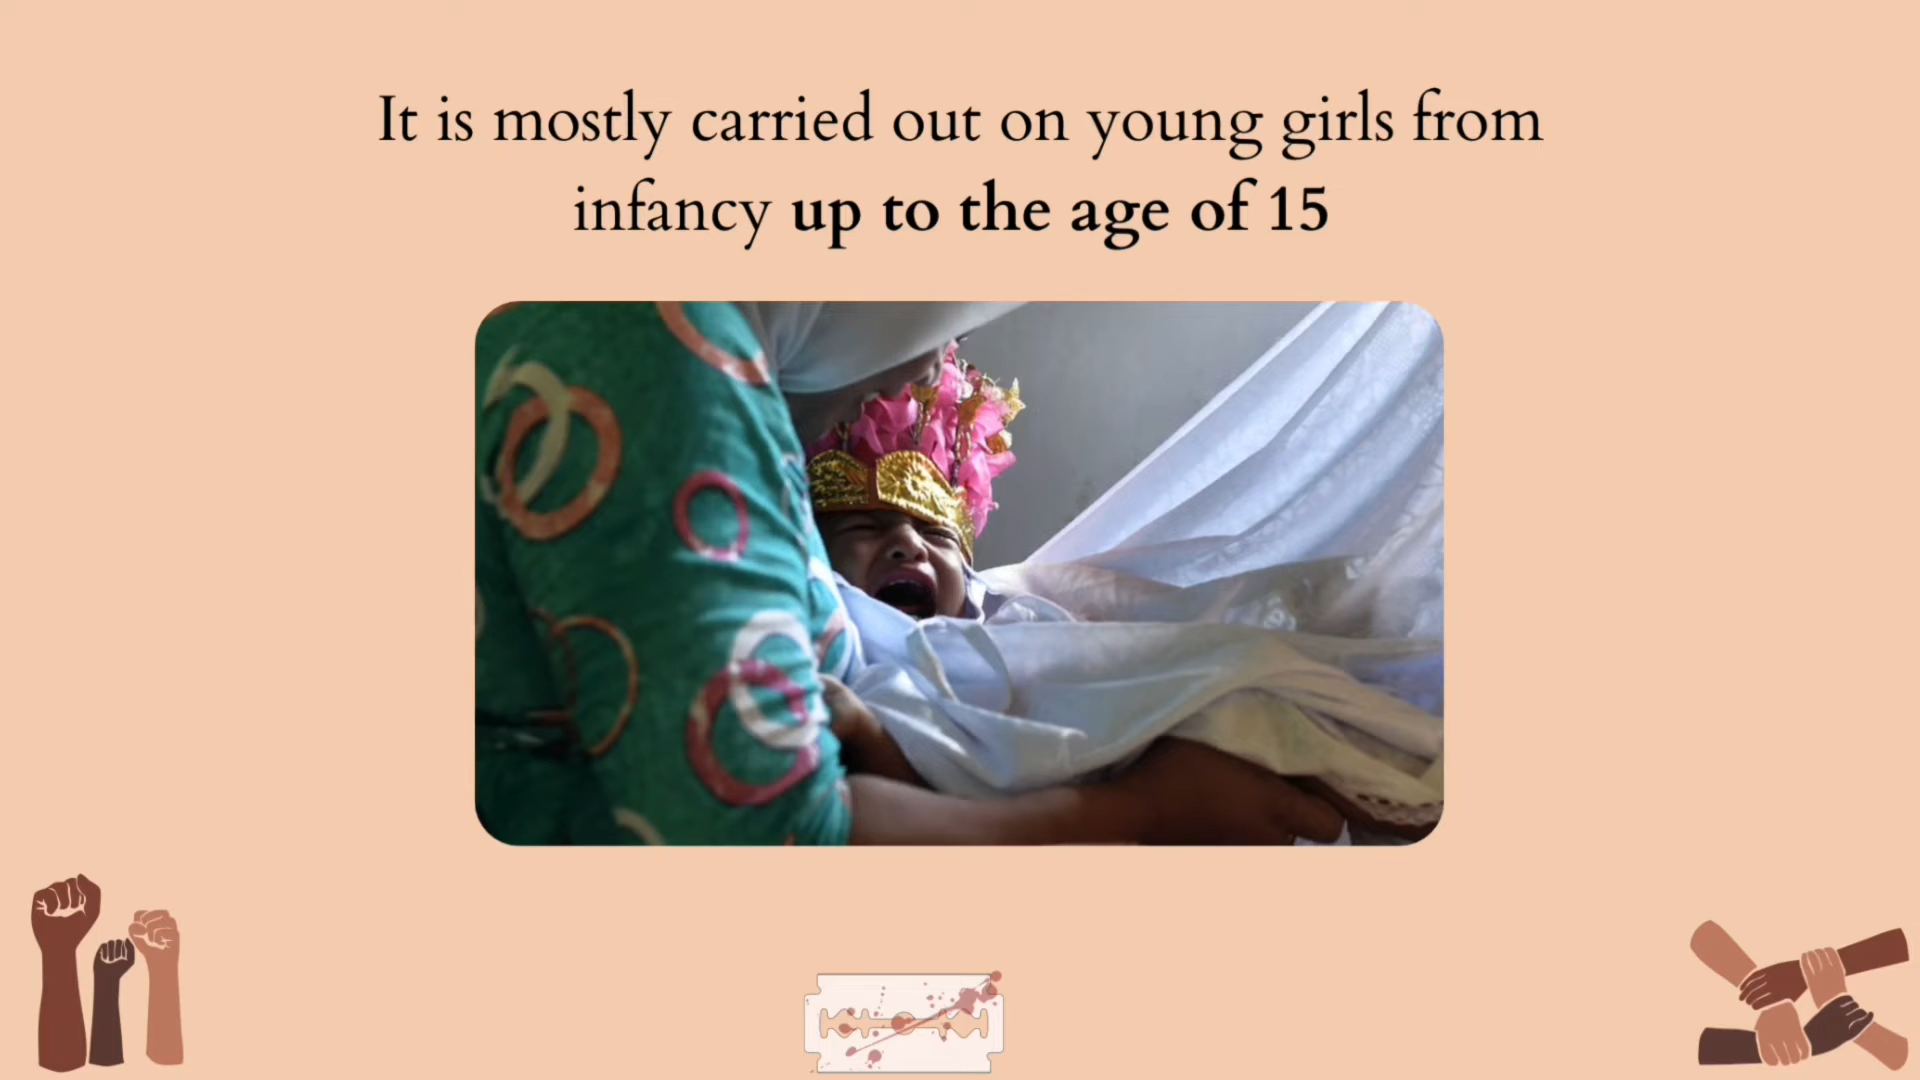 It is mostly carried out on young girls from
infancy up to the age of 15